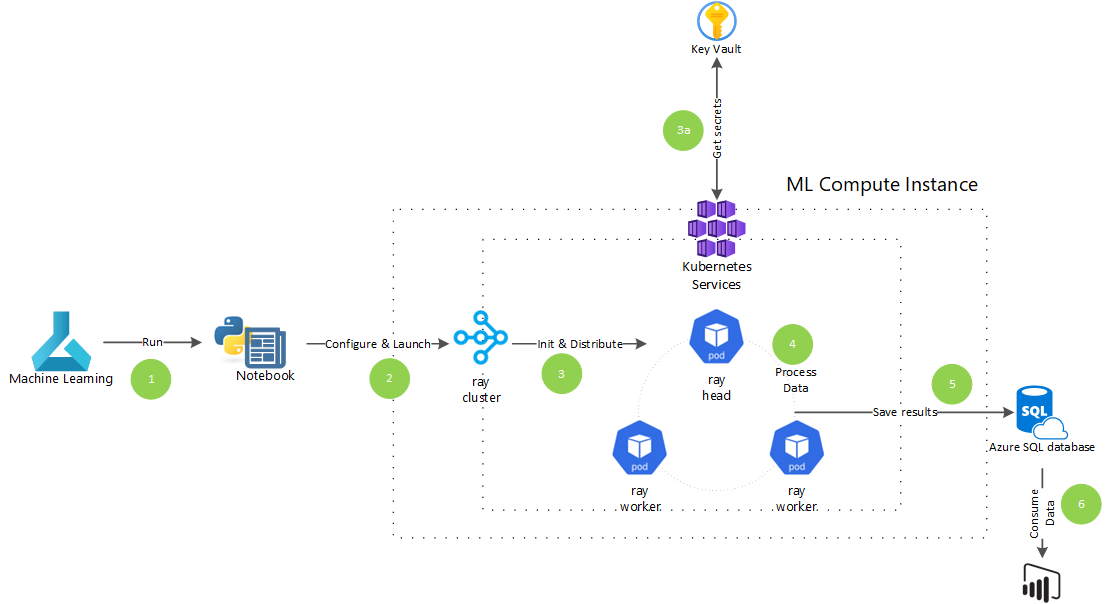 Key Vault
3a
Get secrets
ML Compute Instance
Kubernetes
Services
Machine Learning
Run
1
Notebook
Configure & Launch
2
ray
cluster
Init & Distribute
3
pod
ray
head
4
Process
Data
pod
ray
worker
pod
ray
worker
5
Save results
SQL
Azure SQL database
Consume
Data
6